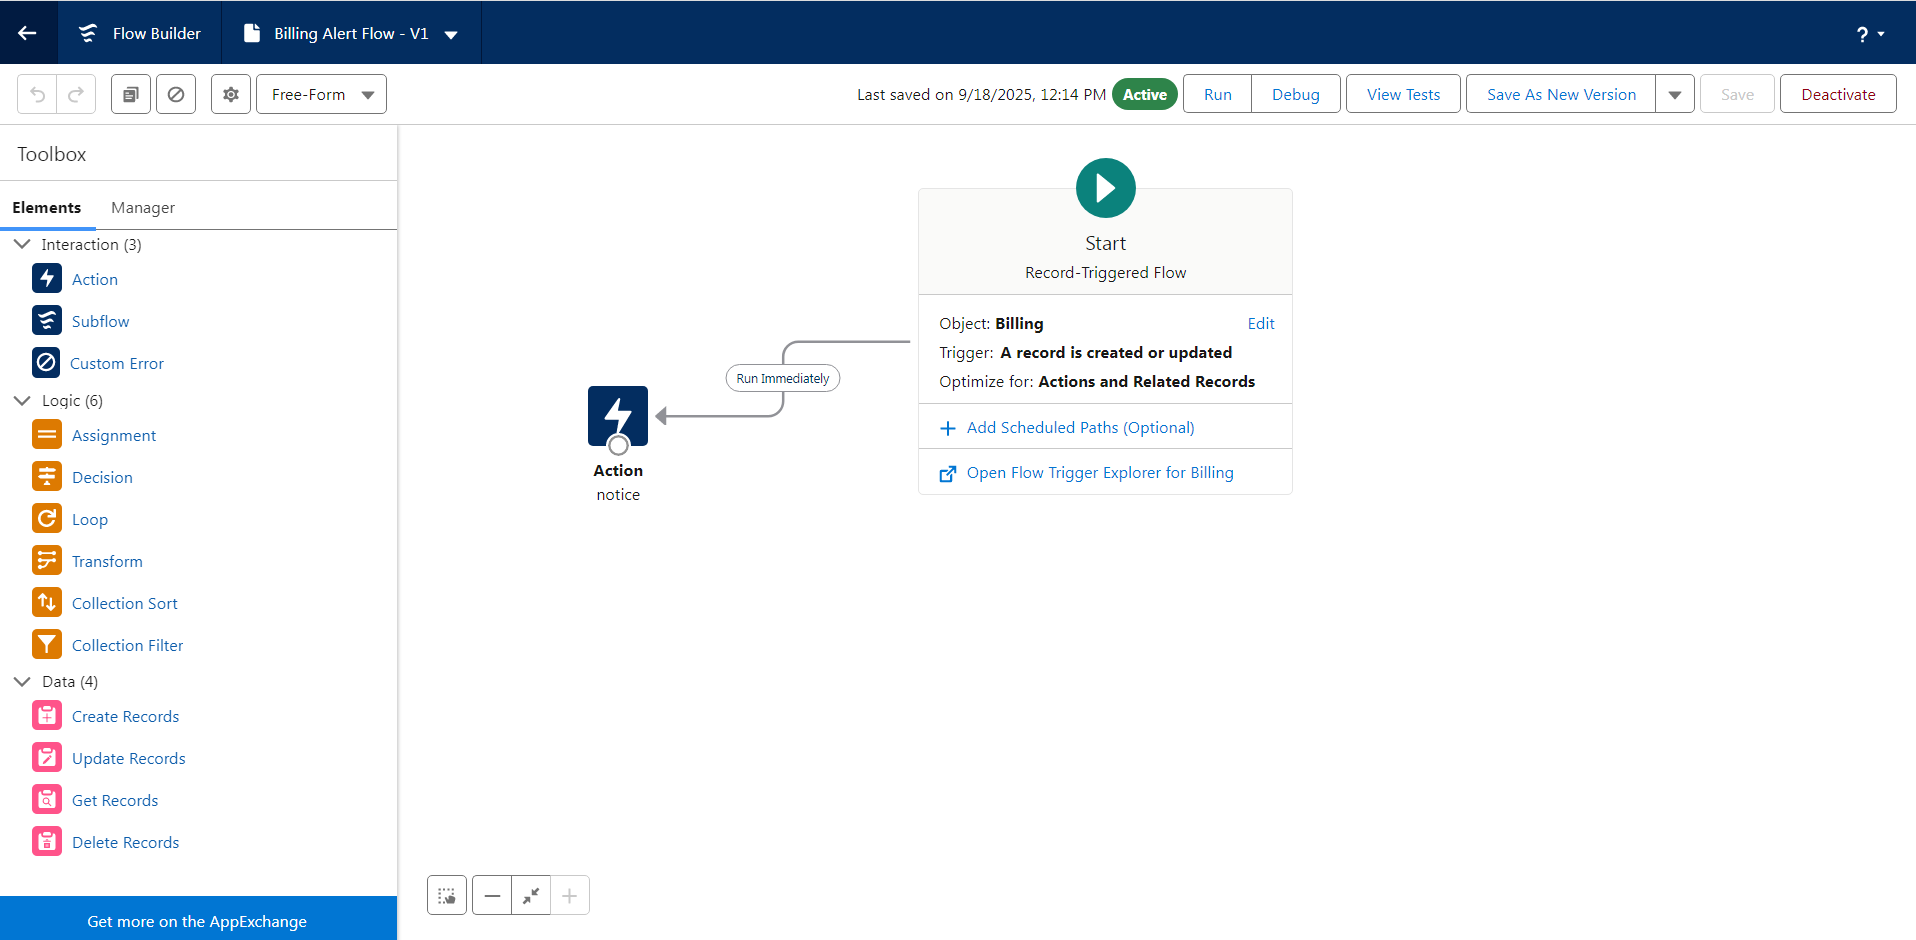 Flow Builder
Billing Alert Flow - V1
?
Free-Form
Last saved on 9/18/2025, 12:14 PM
Active
Run
Debug
View Tests
Save As New Version
Save
Deactivate
Toolbox
Elements
Manager
Interaction (3)
Action
Subflow
Custom Error
Logic (6)
Assignment
Decision
Loop
Transform
Collection Sort
Collection Filter
Data (4)
Create Records
Update Records
Get Records
Delete Records
Get more on the AppExchange
Start
Record-Triggered Flow
Object: Billing
Edit
Trigger: A record is created or updated
Optimize for: Actions and Related Records
Add Scheduled Paths (Optional)
Open Flow Trigger Explorer for Billing
Run Immediately
Action
notice